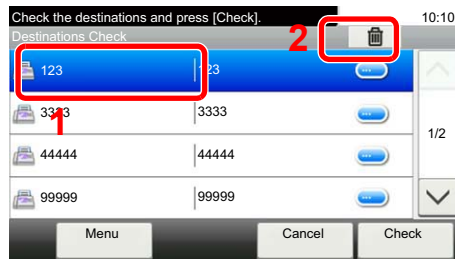 Check the destinations and press [Check]. 10:10
Destinations Check 2
123 123
3333 3333
1
1/2
44444 44444
99999 99999
Menu Cancel Check